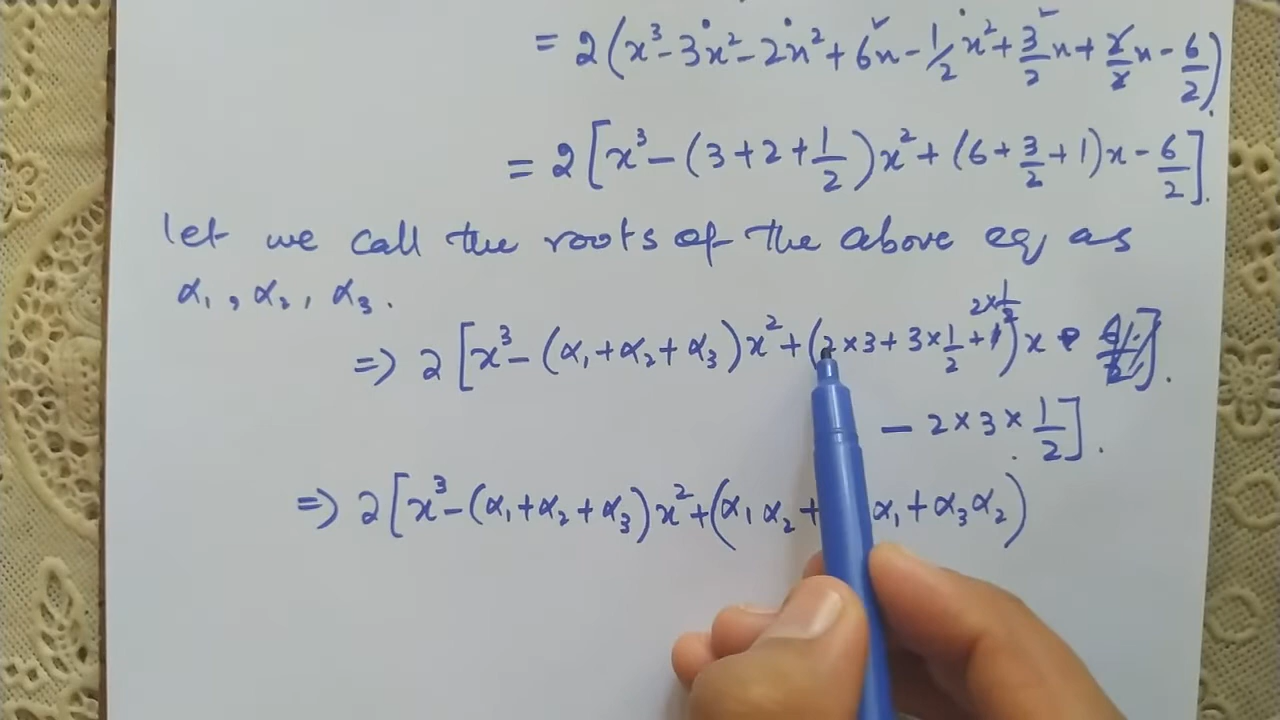 = 2(x³-3x²-2x²+6x-1/2x²+3/2x+2/2x-6/2).
= 2[x³-(3+2+1/2)x²+(6+3/2+1)x-6/2].
let we call the roots of the above eq as
α₁, α₂, α₃.
2×1/2
=> 2[x³-(α₁+α₂+α₃)x²+(2×3+3×1/2+1)x
- 2×3×1/2].
=> 2[x³-(α₁+α₂+α₃)x²+(α₁α₂+ α₁+α₃α₂)